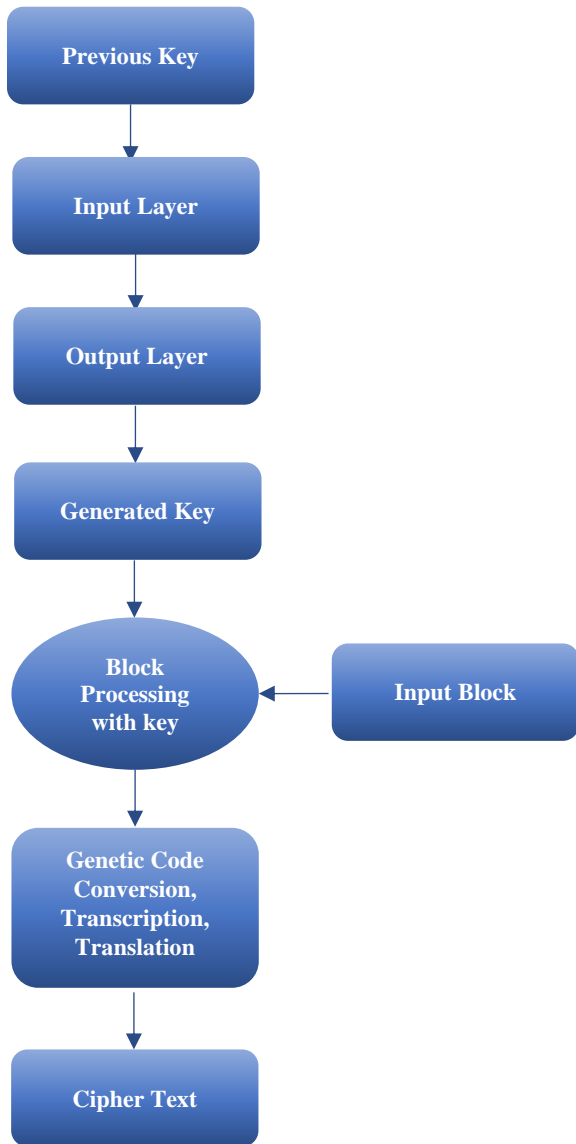 Previous Key
Input Layer
Output Layer
Generated Key
Block
Processing
with key
Input Block
Genetic Code
Conversion,
Transcription,
Translation
Cipher Text